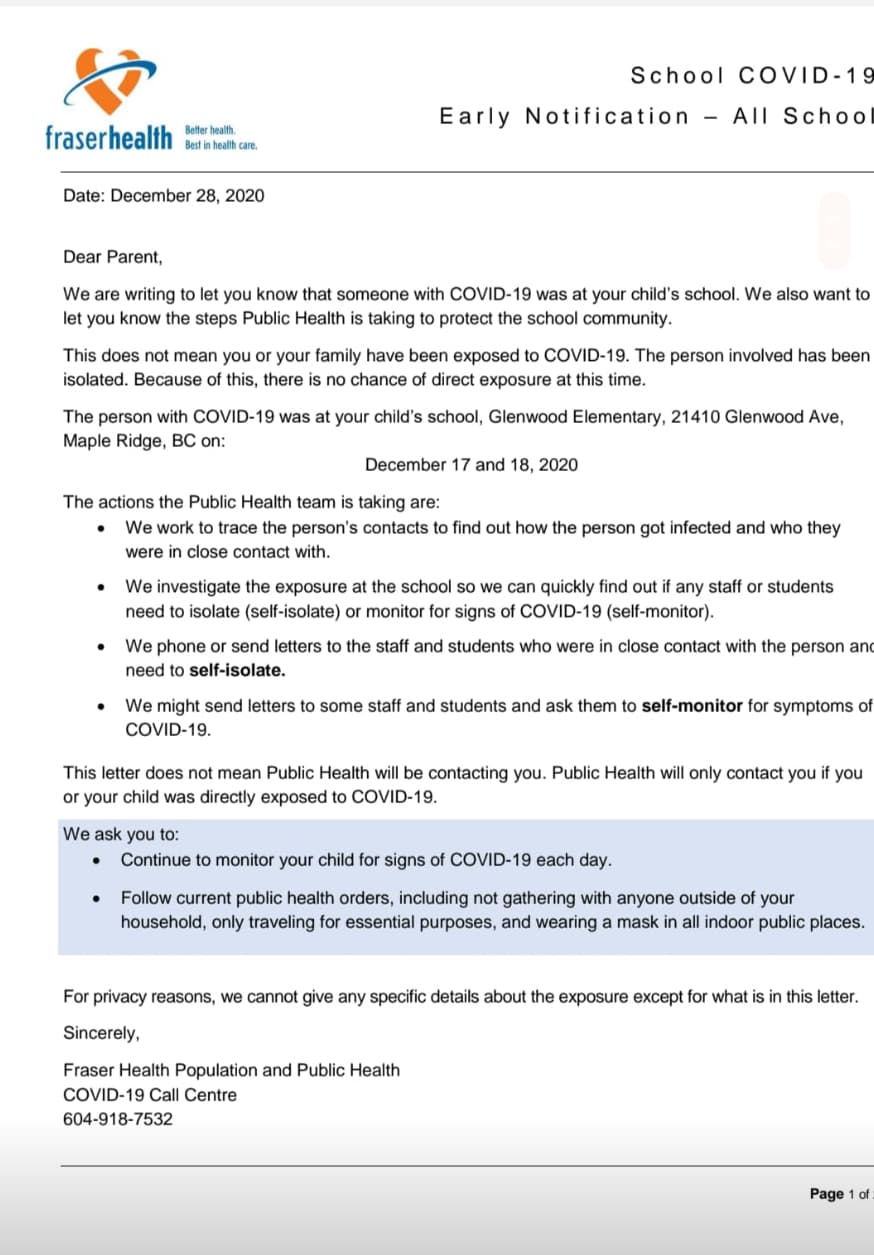 School COVID-19
Early Notification – All School
fraserhealth
Better health.
Best in health care.
Date: December 28, 2020
Dear Parent,
We are writing to let you know that someone with COVID-19 was at your child's school. We also want to
let you know the steps Public Health is taking to protect the school community.
This does not mean you or your family have been exposed to COVID-19. The person involved has been
isolated. Because of this, there is no chance of direct exposure at this time.
The person with COVID-19 was at your child's school, Glenwood Elementary, 21410 Glenwood Ave,
Maple Ridge, BC on:
December 17 and 18, 2020
The actions the Public Health team is taking are:
• We work to trace the person's contacts to find out how the person got infected and who they
were in close contact with.
• We investigate the exposure at the school so we can quickly find out if any staff or students
need to isolate (self-isolate) or monitor for signs of COVID-19 (self-monitor).
• We phone or send letters to the staff and students who were in close contact with the person and
need to self-isolate.
• We might send letters to some staff and students and ask them to self-monitor for symptoms of
COVID-19.
This letter does not mean Public Health will be contacting you. Public Health will only contact you if you
or your child was directly exposed to COVID-19.
We ask you to:
• Continue to monitor your child for signs of COVID-19 each day.
• Follow current public health orders, including not gathering with anyone outside of your
household, only traveling for essential purposes, and wearing a mask in all indoor public places.
For privacy reasons, we cannot give any specific details about the exposure except for what is in this letter.
Sincerely,
Fraser Health Population and Public Health
COVID-19 Call Centre
604-918-7532
Page 1 of